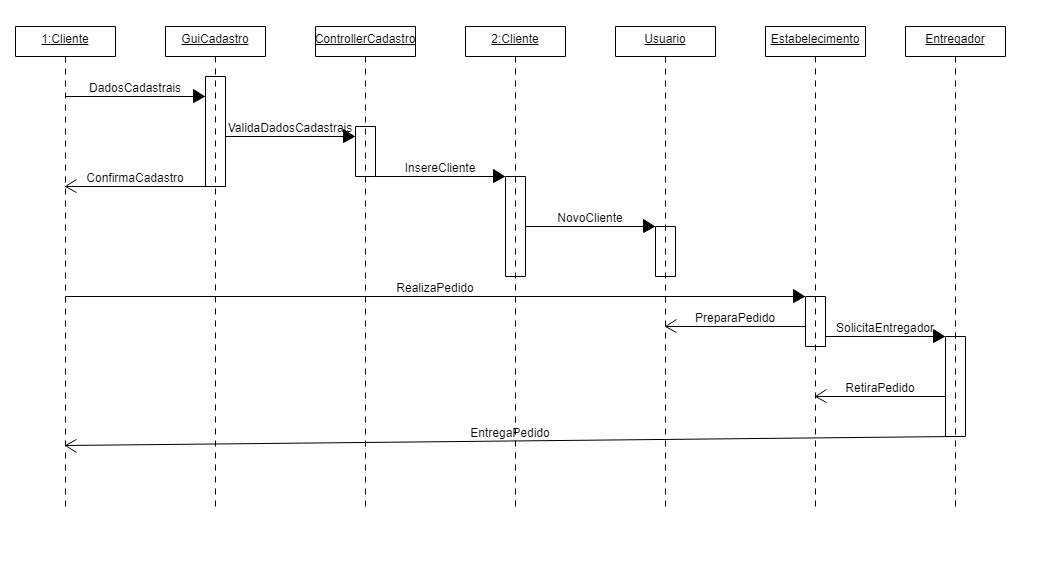 1:Cliente
GuiCadastro
ControllerCadastro
2:Cliente
Usuario
Estabelecimento
Entregador
DadosCadastrais
ValidaDadosCadastrais
InsereCliente
ConfirmaCadastro
NovoCliente
RealizaPedido
PreparaPedido
SolicitaEntregador
RetiraPedido
EntregaPedido